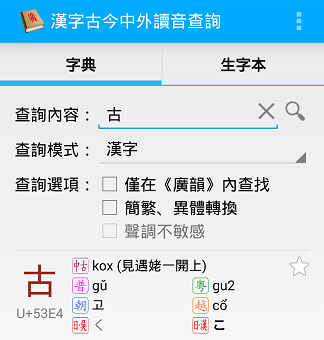 漢字古今中外讀音查詢
字典 生字本
查詢內容： 古
查詢模式： 漢字
查詢選項： 僅在《廣韻》內查找
簡繁、異體轉換
聲調不敏感
古
U+53E4
中古 kox (見遇姥一開上)
普 gǔ 粵 gu2
朝 고 越 cổ
日吳 く 日漢 こ